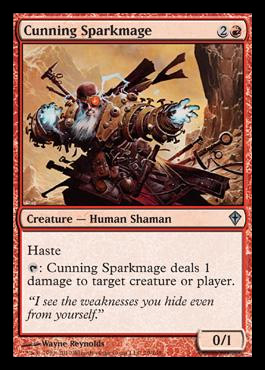 Cunning Sparkmage 2
Creature — Human Shaman
Haste
: Cunning Sparkmage deals 1
damage to target creature or player.
"I see the weaknesses you hide even
from yourself."
Wayne Reynolds
0/1